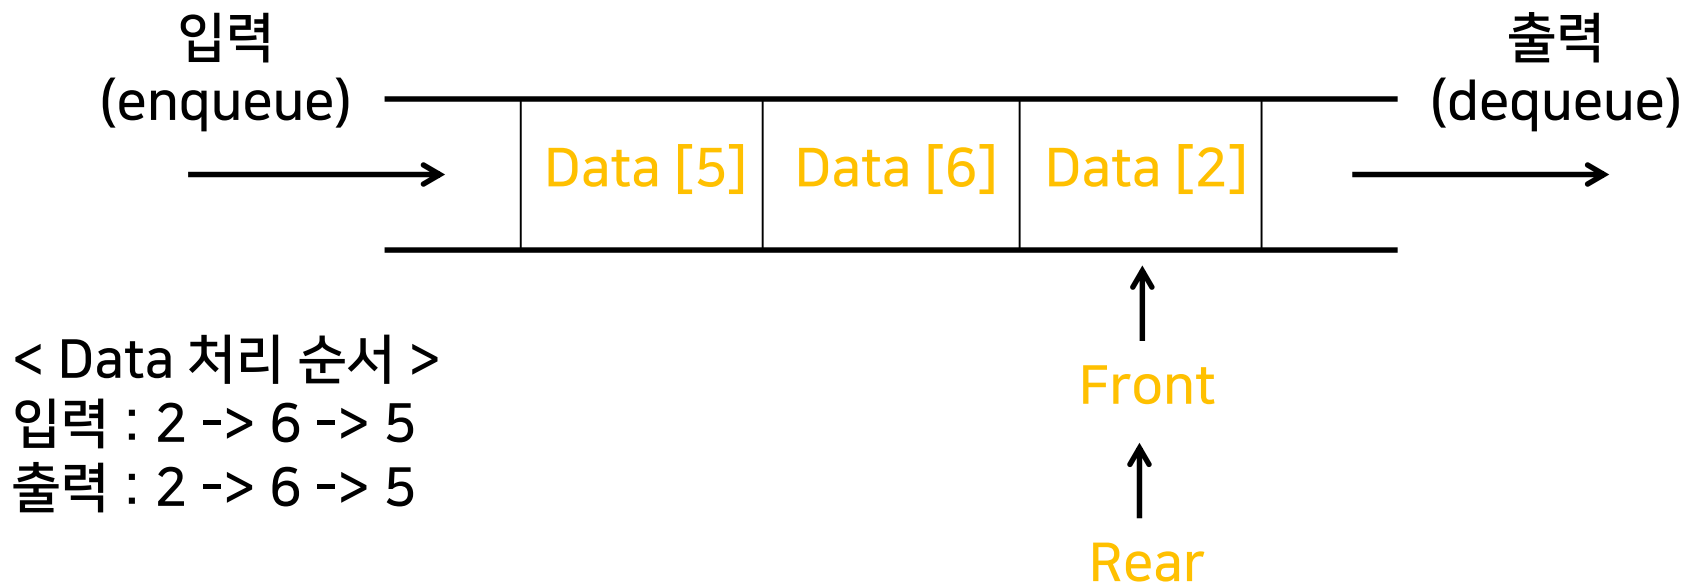 입력
(enqueue)
출력
(dequeue)
Data [5] Data [6] Data [2]
Front
Rear
< Data 처리 순서 >
입력 : 2 -> 6 -> 5
출력 : 2 -> 6 -> 5